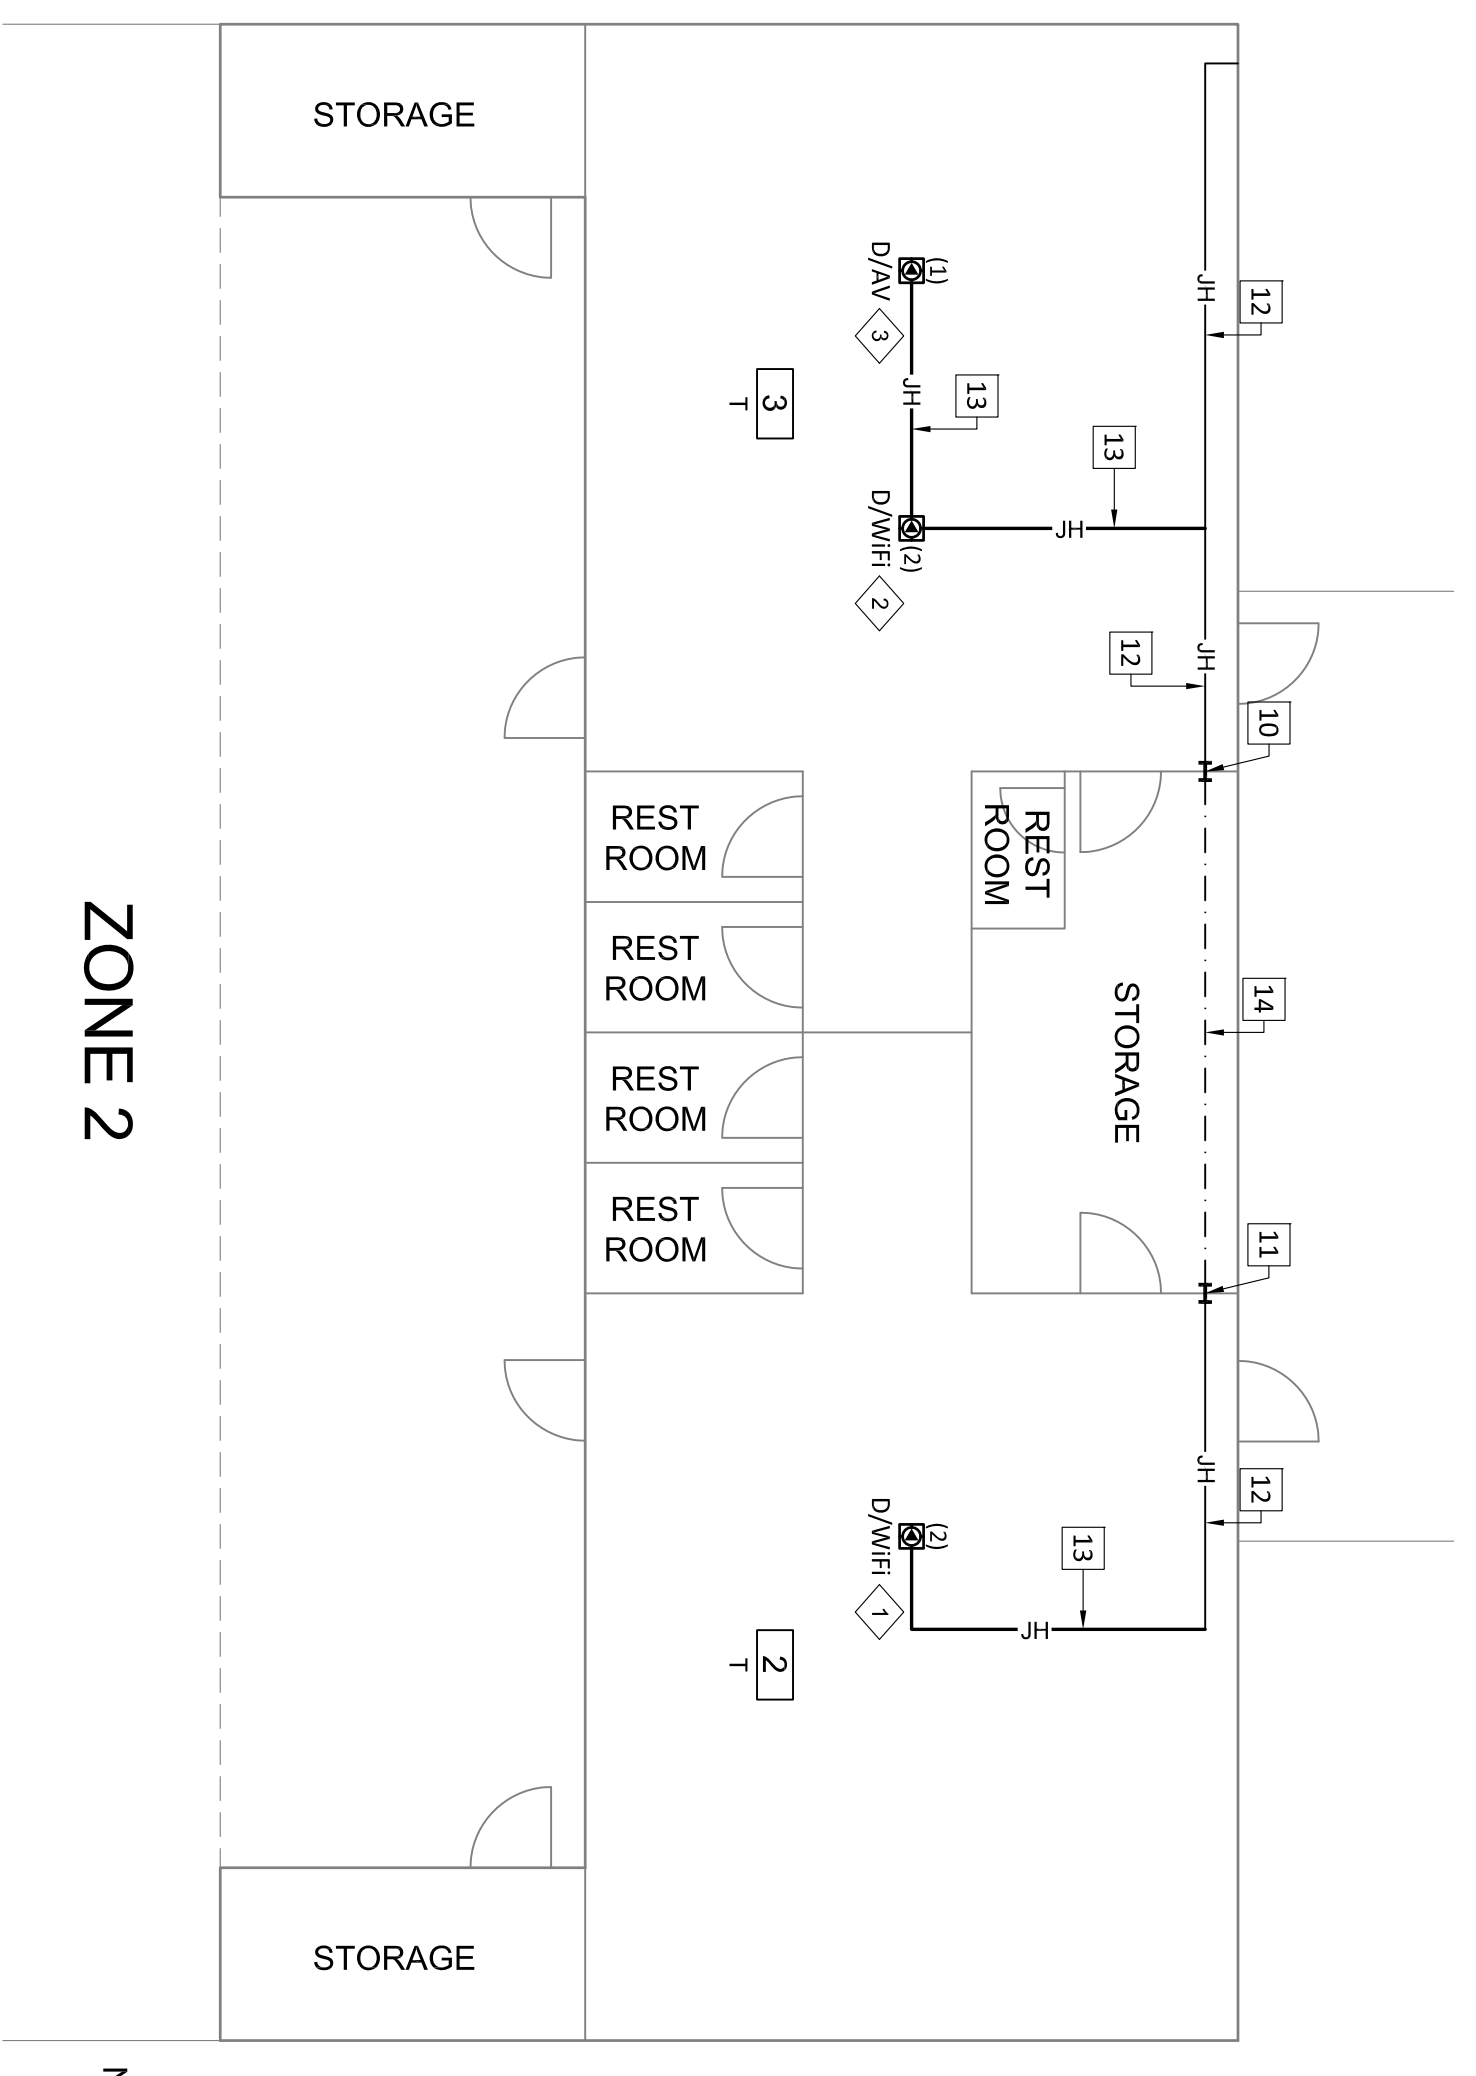 STORAGE
12
JH
(1)
D/AV
3
JH
13
3
T
13
JH
D/WiFi
(2)
2
12
JH
10
REST
ROOM
REST
ROOM
REST
ROOM
14
STORAGE
ZONE 2
REST
ROOM
REST
ROOM
11
12
JH
(2)
D/WiFi
1
13
JH
2
T
STORAGE